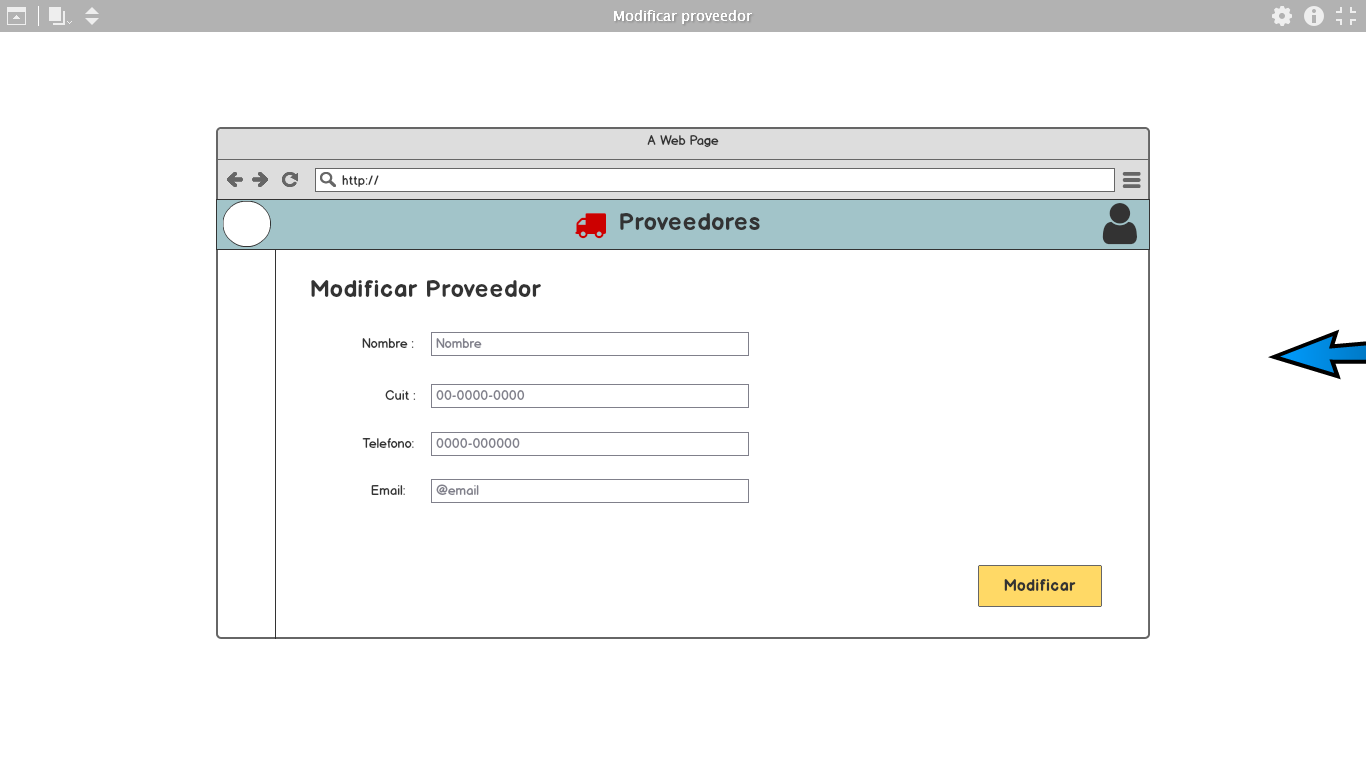 Modificar proveedor
A Web Page
http://
Proveedores
Modificar Proveedor
Nombre : Nombre
Cuit : 00-0000-0000
Telefono: 0000-000000
Email: @email
Modificar